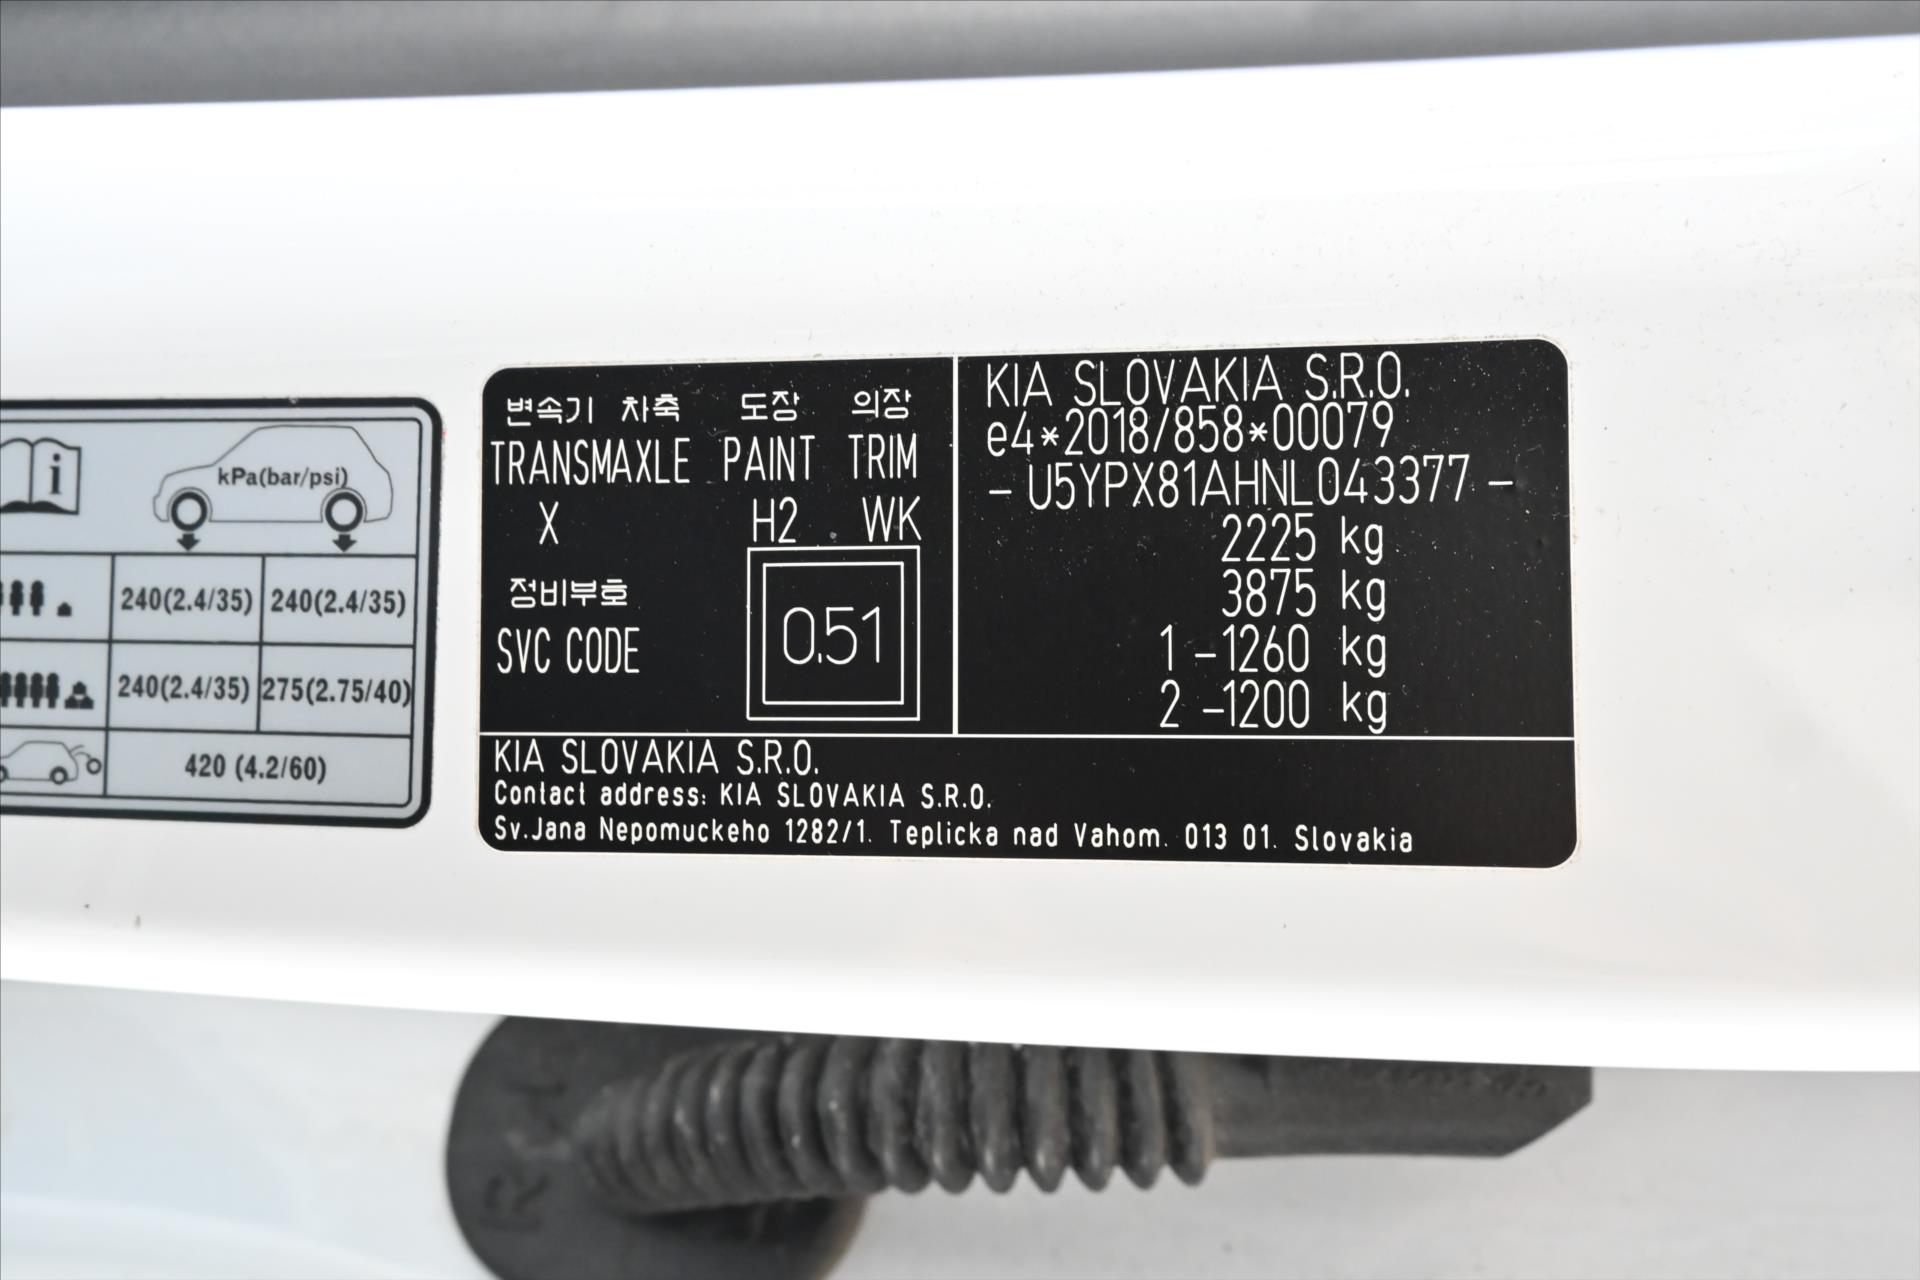 kPa(bar/psi)
240(2.4/35) 240(2.4/35)
240(2.4/35) 275(2.75/40)
420 (4.2/60)
변속기 차축 도장 의장
TRANSMAXLE PAINT TRIM
X H2 WK
정비부호
SVC CODE
0.51
KIA SLOVAKIA S.R.O.
e4*2018/858*00079
- U5YPX81AHNL043377 -
2225 kg
3875 kg
1 -1260 kg
2 -1200 kg
KIA SLOVAKIA S.R.O.
Contact address: KIA SLOVAKIA S.R.O.
Sv.Jana Nepomuckeho 1282/1. Teplicka nad Vahom. 013 01. Slovakia